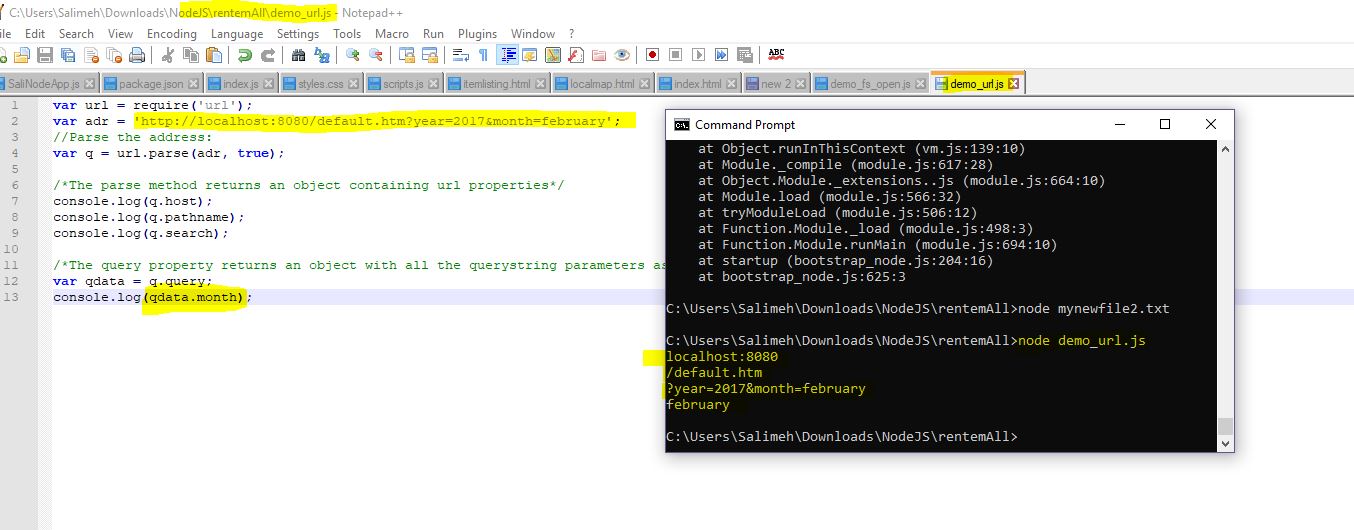 C:\Users\Salimeh\Downloads\NodeJS\rentemAll\demo_url.js - Notepad++
ile Edit Search View Encoding Language Settings Tools Macro Run Plugins Window ?
ABC
SaliNodeApp.js package.json index.js styles.css scripts.js itemlisting.html localmap.html index.html new 2 demo_fs_open.js demo_url.js
1 var url = require('url');
2 var adr = 'http://localhost:8080/default.htm?year=2017&month=february';
3 //Parse the address:
4 var q = url.parse(adr, true);
5
6 /*The parse method returns an object containing url properties*/
7 console.log(q.host);
8 console.log(q.pathname);
9 console.log(q.search);
10
11 /*The query property returns an object with all the querystring parameters as
12 var qdata = q.query;
13 console.log(qdata.month);
C:\. Command Prompt
at Object.runInThisContext (vm.js:139:10)
at Module._compile (module.js:617:28)
at Object.Module._extensions..js (module.js:664:10)
at Module.load (module.js:566:32)
at tryModuleLoad (module.js:506:12)
at Function.Module._load (module.js:498:3)
at Function.Module.runMain (module.js:694:10)
at startup (bootstrap_node.js:204:16)
at bootstrap_node.js:625:3
C:\Users\Salimeh\Downloads\NodeJS\rentemAll>node mynewfile2.txt
C:\Users\Salimeh\Downloads\NodeJS\rentemAll>node demo_url.js
localhost:8080
/default.htm
?year=2017&month=february
february
C:\Users\Salimeh\Downloads\NodeJS\rentemAll>